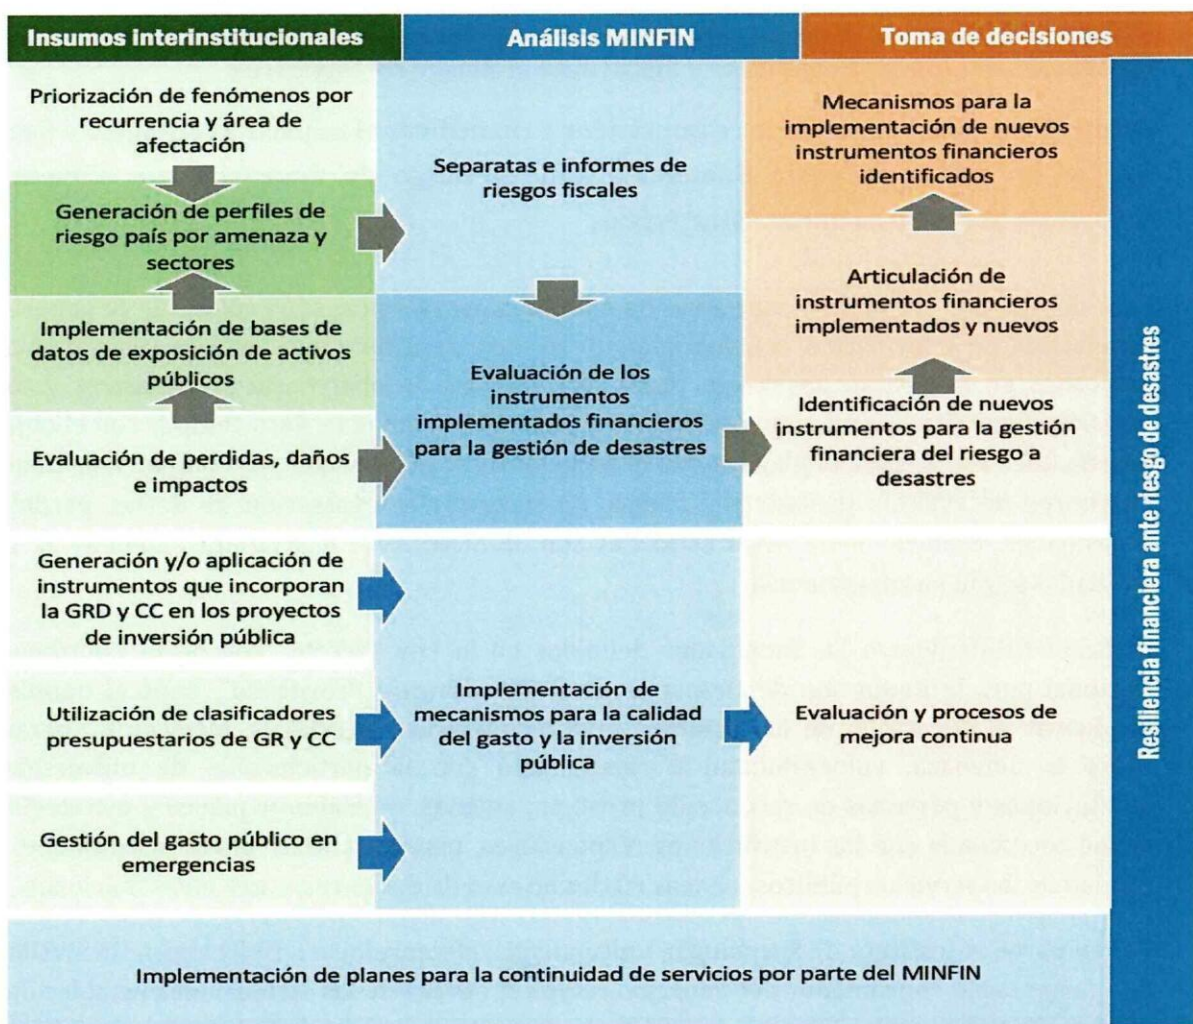 Insumos interinstitucionales
Análisis MINFIN
Toma de decisiones
Priorización de fenómenos por
recurrencia y área de
afectación
Generación de perfiles de
riesgo país por amenaza y
sectores
Implementación de bases de
datos de exposición de activos
públicos
Evaluación de perdidas, daños
e impactos
Generación y/o aplicación de
instrumentos que incorporan
la GRD y CC en los proyectos
de inversión pública
Utilización de clasificadores
presupuestarios de GR y CC
Gestión del gasto público en
emergencias
Separatas e informes de
riesgos fiscales
Evaluación de los
instrumentos
implementados financieros
para la gestión de desastres
Implementación de
mecanismos para la calidad
del gasto y la inversión
pública
Mecanismos para la
implementación de nuevos
instrumentos financieros
identificados
Articulación de
instrumentos financieros
implementados y nuevos
Identificación de nuevos
instrumentos para la gestión
financiera del riesgo a
desastres
Evaluación y procesos de
mejora continua
Resiliencia financiera ante riesgo de desastres
Implementación de planes para la continuidad de servicios por parte del MINFIN